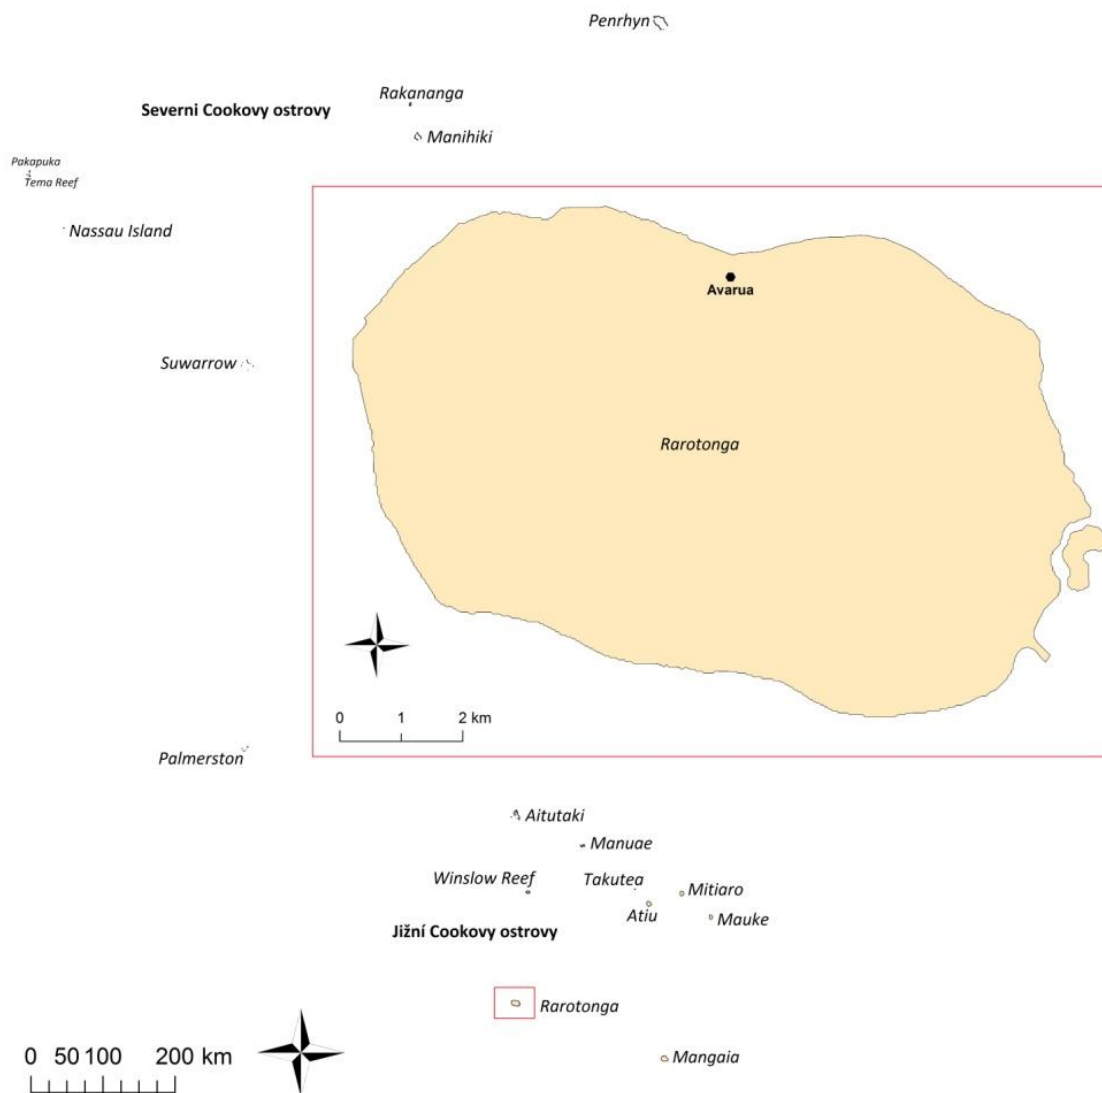 Penrhyn
Rakananga
Severni Cookovy ostrovy
Manihiki
Pakapuka
Tema Reef
Nassau Island
Avarua
Suwarrow
Rarotonga
0 1 2 km
Palmerston
Aitutaki
Manuae
Winslow Reef
Takutea
Mitiaro
Atiu
Mauke
Jižní Cookovy ostrovy
Rarotonga
0 50 100 200 km
Mangaia